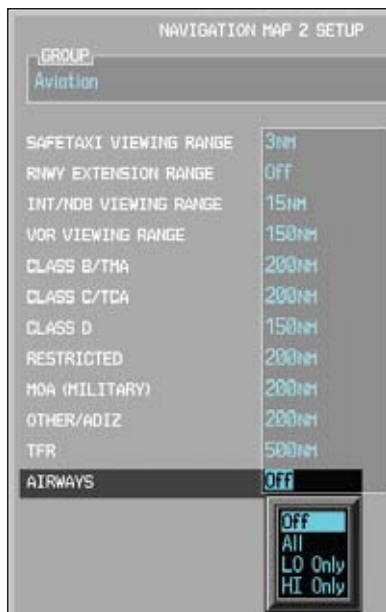 NAVIGATION MAP 2 SETUP
GROUP
Aviation
SAFETAXI VIEWING RANGE 3NM
RNWY EXTENSION RANGE Off
INT/NDB VIEWING RANGE 15NM
VOR VIEWING RANGE 150NM
CLASS B/TMA 200NM
CLASS C/TCA 200NM
CLASS D 150NM
RESTRICTED 200NM
MOA (MILITARY) 200NM
OTHER/ADIZ 200NM
TFR 500NM
AIRWAYS Off
Off
All
LO Only
HI Only